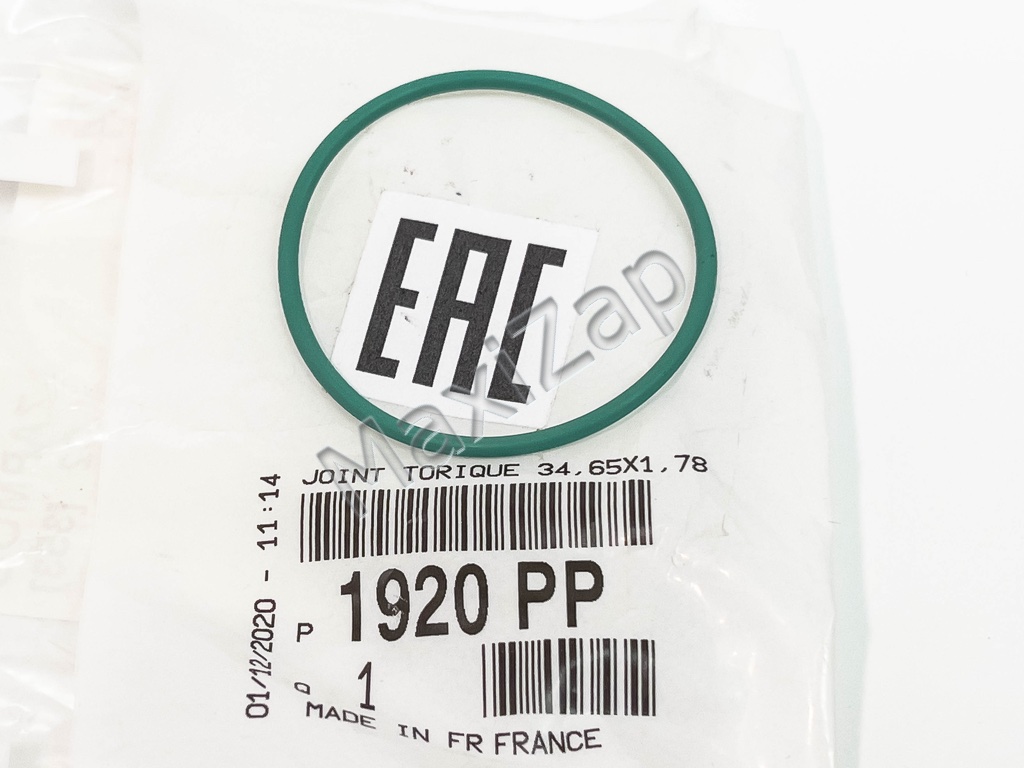 EAC
MaxiZap
JOINT TORIQUE 34,65X1,78
01/12/2020 - 11:14
P 1920 PP
Q 1
MADE IN FR FRANCE